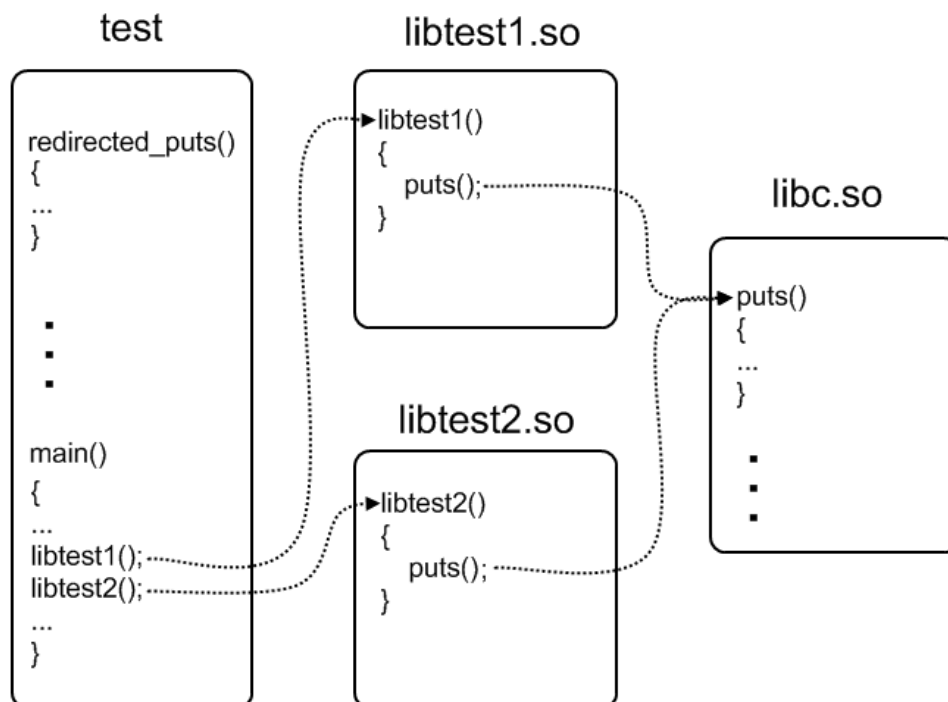 test
redirected_puts()
{
...
}
main()
{
...
libtest1();
libtest2();
...
}
libtest1.so
libtest1()
{
puts();
}
libtest2.so
libtest2()
{
puts();
}
libc.so
puts()
{
...
}